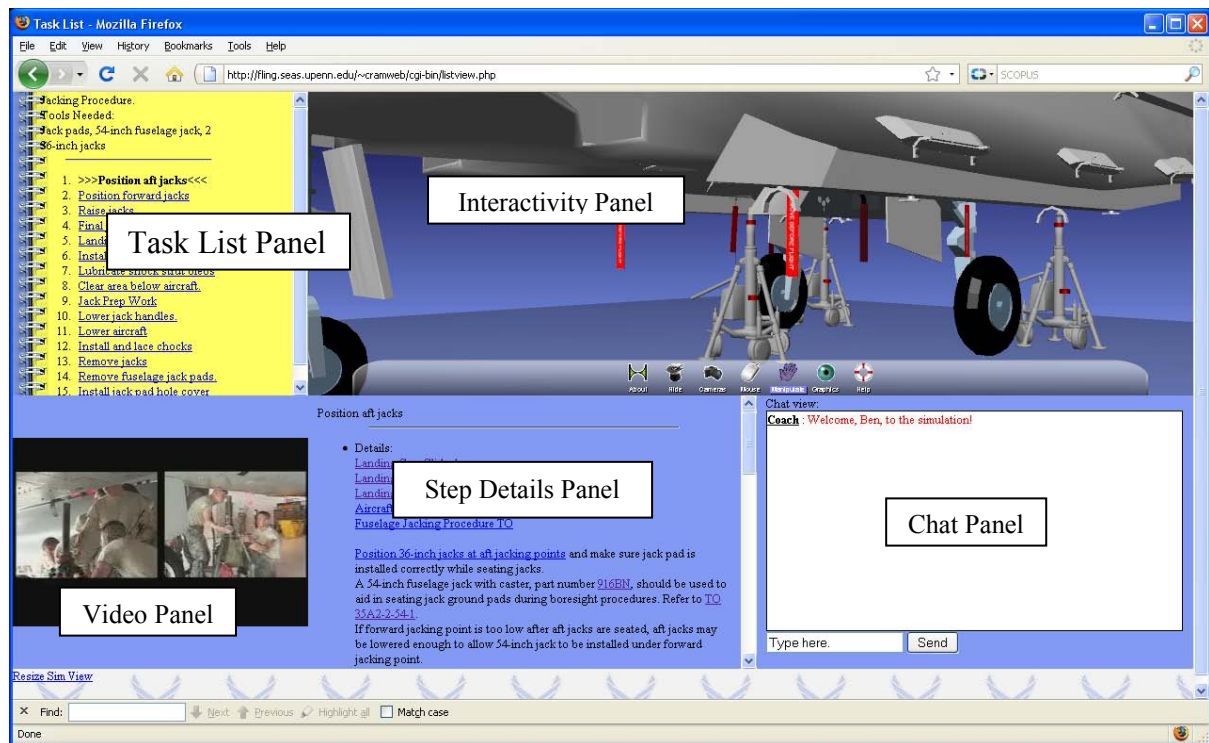 Task List - Mozilla Firefox
File Edit View History Bookmarks Tools Help
http://fling.seas.upenn.edu/~cramweb/cgi-bin/listview.php
SCOPUS
Jacking Procedure.
Tools Needed:
Jack pads, 54-inch fuselage jack, 2
36-inch jacks
1. >>>Position aft jacks<<<
2. Position forward jacks
3. Raise jacks
4. Final
5. Landi
6. Instal
7. Lubricate shock strut oleos
8. Clear area below aircraft.
9. Jack Prep Work
10. Lower jack handles.
11. Lower aircraft
12. Install and lace chocks
13. Remove jacks
14. Remove fuselage jack pads.
15. Install jack pad hole cover
Task List Panel
Interactivity Panel
About Hide Cameras Mouse Manipulate Graphics Help
Video Panel
Position aft jacks
• Details:
Landing
Landing
Landing
Aircraft
Fuselage Jacking Procedure TO
Step Details Panel
Position 36-inch jacks at aft jacking points and make sure jack pad is
installed correctly while seating jacks.
A 54-inch fuselage jack with caster, part number 916BN, should be used to
aid in seating jack ground pads during boresight procedures. Refer to TO
35A2-2-54-1.
If forward jacking point is too low after aft jacks are seated, aft jacks may
be lowered enough to allow 54-inch jack to be installed under forward
jacking point.
Chat view:
Coach : Welcome, Ben, to the simulation!
Chat Panel
Type here. Send
Resize Sim View
Find: Next Previous Highlight all Match case
Done